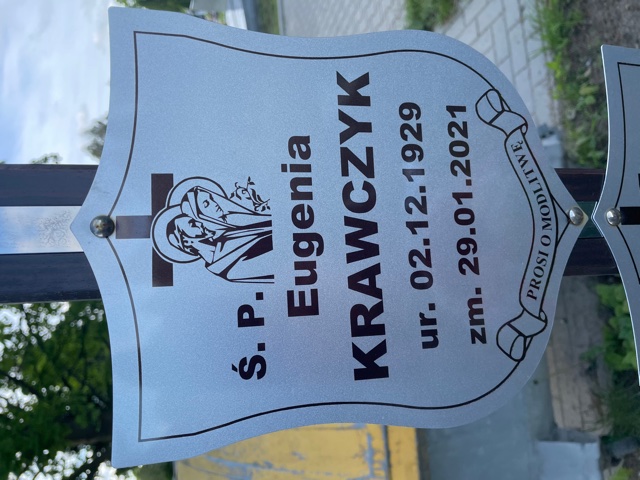 Ś. P.
Eugenia
KRAWCZYK
ur. 02.12.1929
zm. 29.01.2021
PROSI O MODLITWĘ